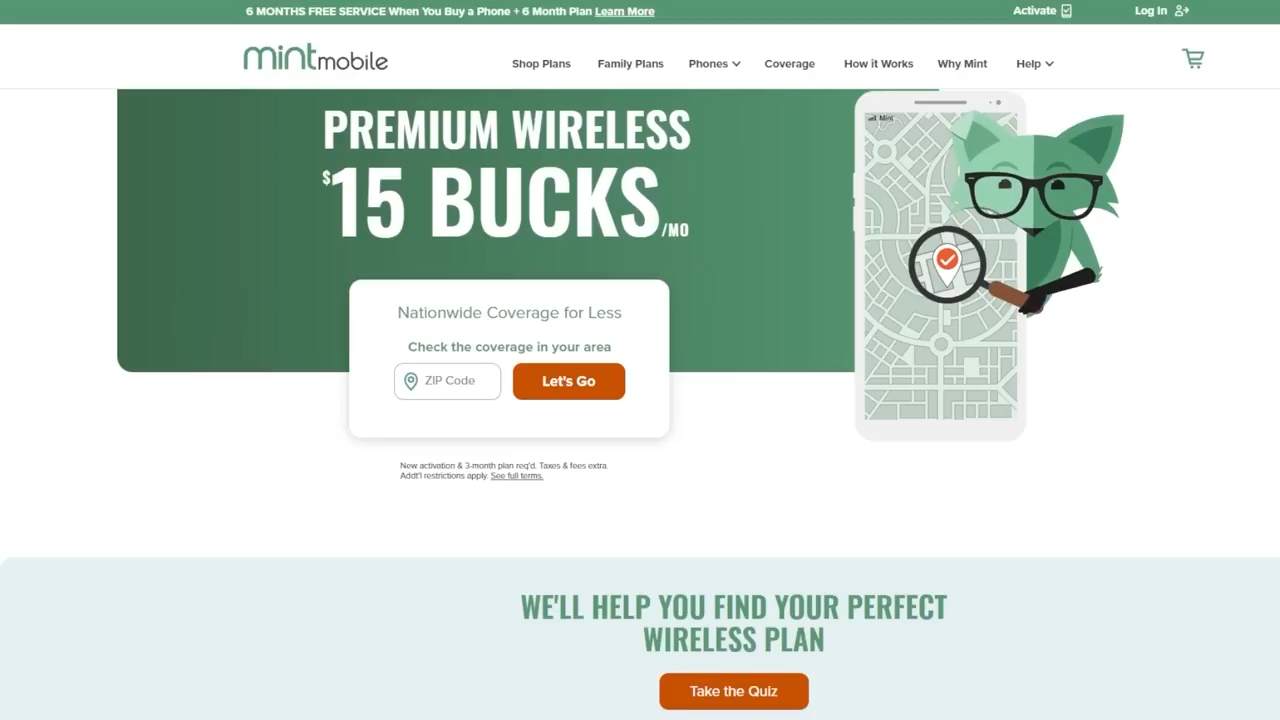 6 MONTHS FREE SERVICE When You Buy a Phone + 6 Month Plan Learn More
Activate
Log In
mintmobile
Shop Plans
Family Plans
Phones
Coverage
How it Works
Why Mint
Help
PREMIUM WIRELESS
$15 BUCKS/MO
Mint
Nationwide Coverage for Less
Check the coverage in your area
ZIP Code
Let's Go
New activation & 3-month plan req'd. Taxes & fees extra.
Addt'l restrictions apply. See full terms.
WE'LL HELP YOU FIND YOUR PERFECT
WIRELESS PLAN
Take the Quiz